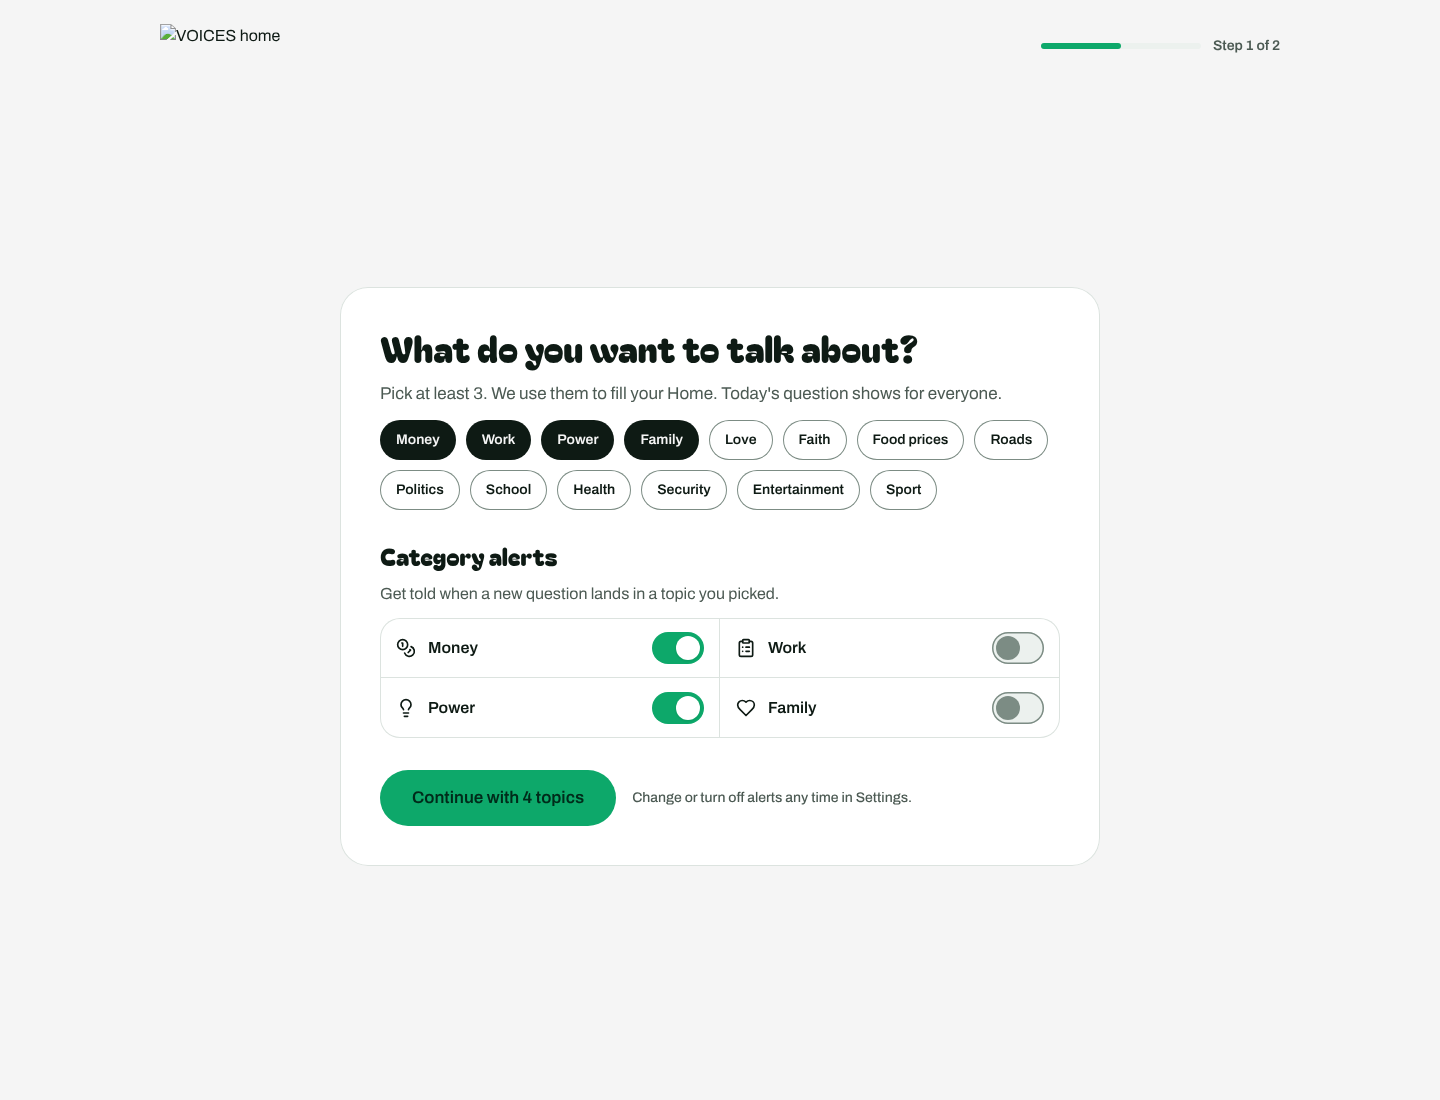 VOICES home
Step 1 of 2
What do you want to talk about?
Pick at least 3. We use them to fill your Home. Today's question shows for everyone.
Money Work Power Family Love Faith Food prices Roads
Politics School Health Security Entertainment Sport
Category alerts
Get told when a new question lands in a topic you picked.
Money Work
Power Family
Continue with 4 topics Change or turn off alerts any time in Settings.